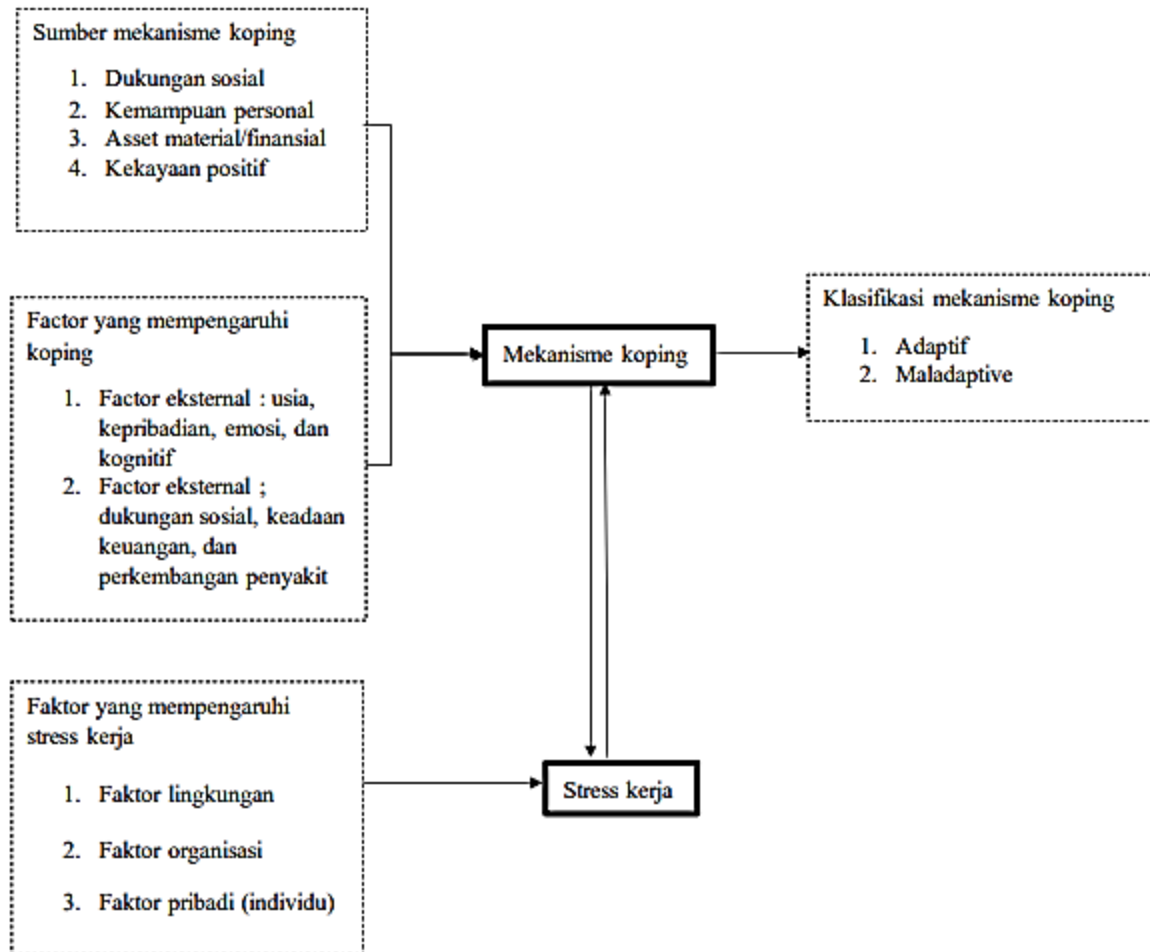 Sumber mekanisme koping
1. Dukungan sosial
2. Kemampuan personal
3. Asset material/finansial
4. Kekayaan positif
Factor yang mempengaruhi
koping
1. Factor eksternal : usia,
kepribadian, emosi, dan
kognitif
2. Factor eksternal ;
dukungan sosial, keadaan
keuangan, dan
perkembangan penyakit
Mekanisme koping
Klasifikasi mekanisme koping
1. Adaptif
2. Maladaptive
Faktor yang mempengaruhi
stress kerja
1. Faktor lingkungan
2. Faktor organisasi
3. Faktor pribadi (individu)
Stress kerja